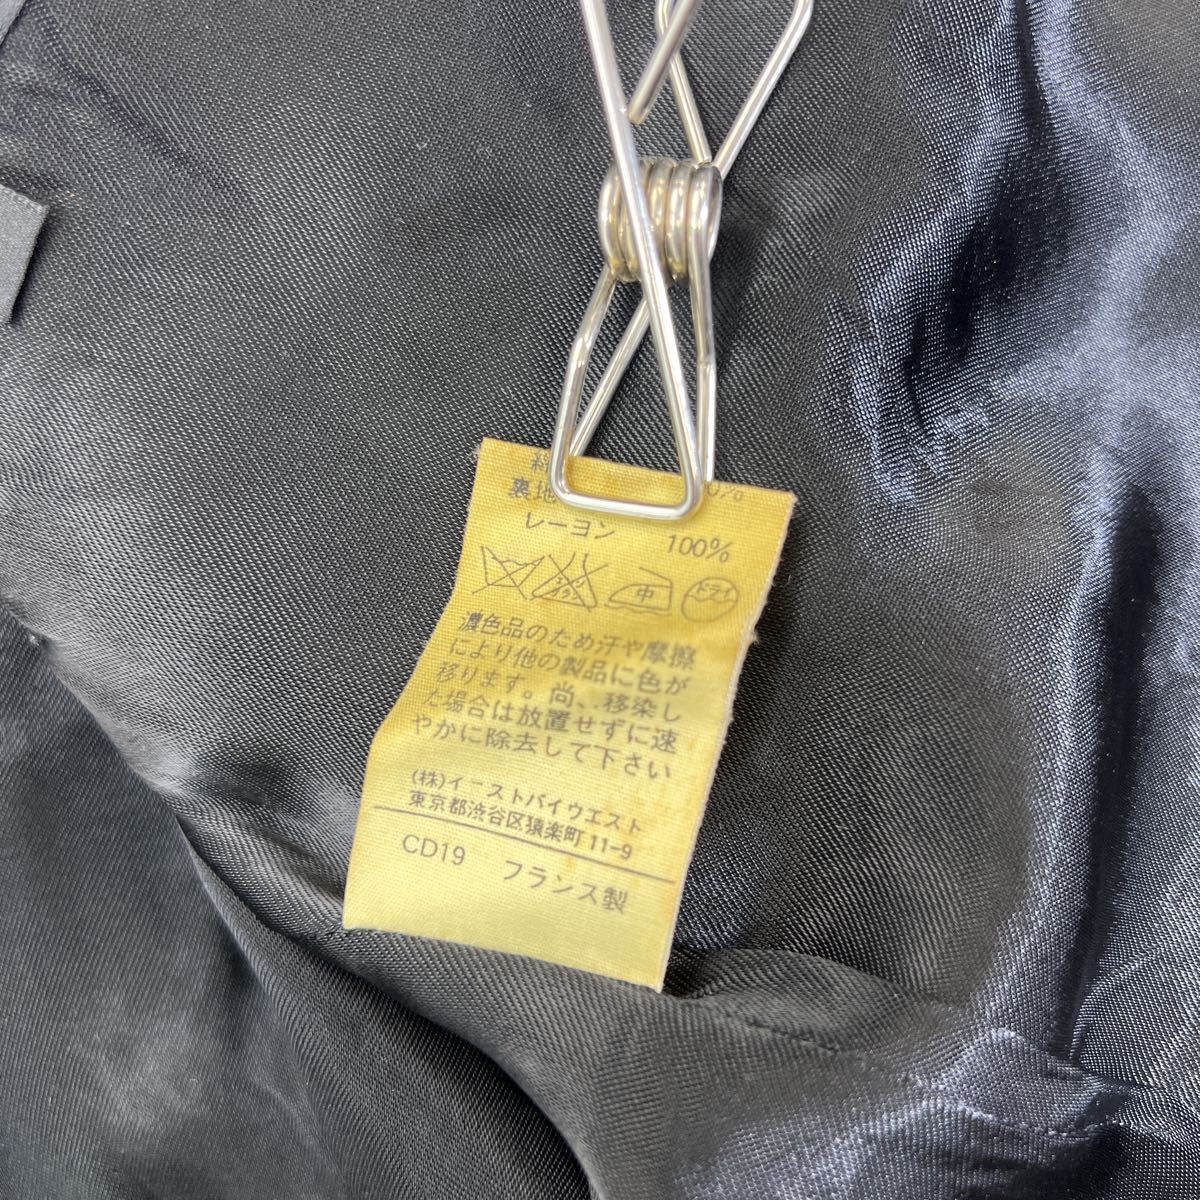 裏地
レーヨン 100%
中 ドライ
濃色品のため汗や摩擦
により他の製品に色が
移ります。尚、移染し
た場合は放置せずに速
やかに除去して下さい
(株)イーストバイウエスト
東京都渋谷区猿楽町11-9
CD19 フランス製